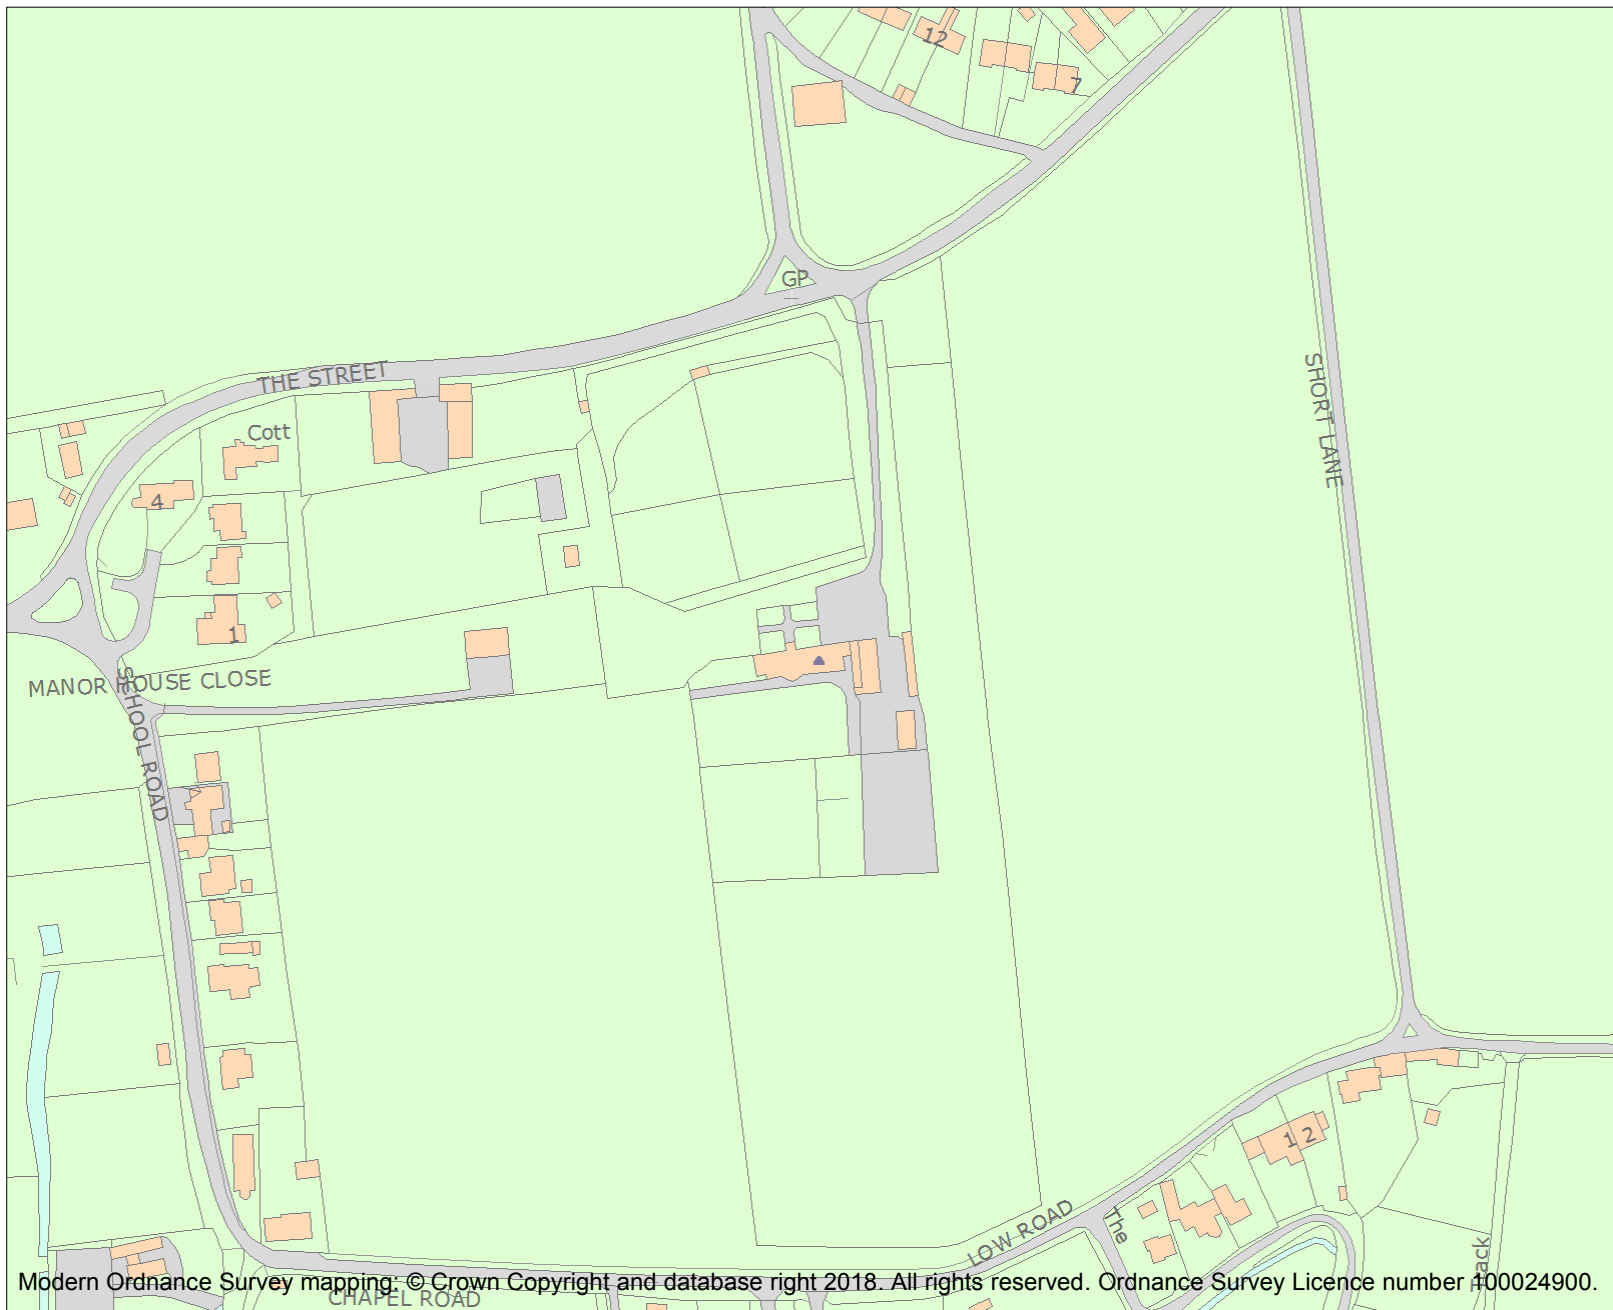 12
7
GP
THE STREET
SHORT LANE
Cott
4
1
MANOR HOUSE CLOSE
SCHOOL ROAD
1 2
The
LOW ROAD
Track
Modern Ordnance Survey mapping: © Crown Copyright and database right 2018. All rights reserved. Ordnance Survey Licence number 100024900.
CHAPEL ROAD